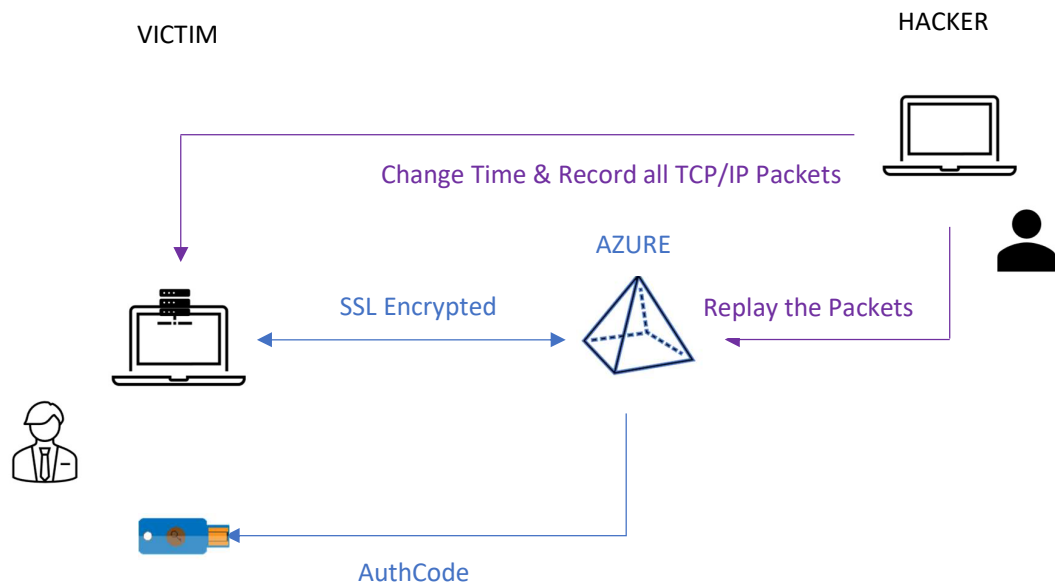 VICTIM
HACKER
Change Time & Record all TCP/IP Packets
AZURE
SSL Encrypted
Replay the Packets
AuthCode